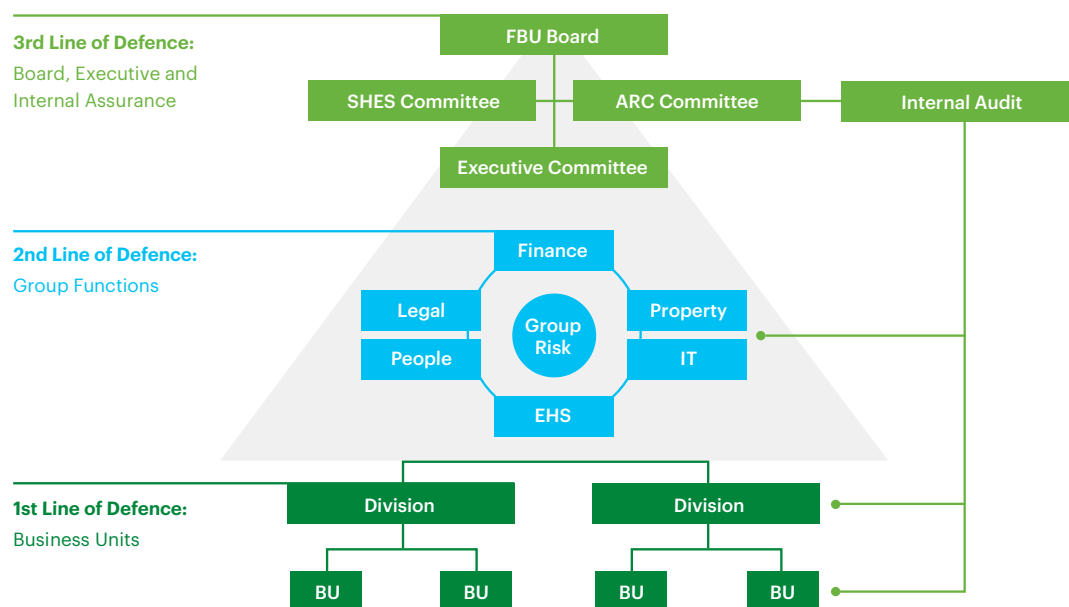 3rd Line of Defence:
Board, Executive and
Internal Assurance
FBU Board
SHES Committee
ARC Committee
Internal Audit
Executive Committee
2nd Line of Defence:
Group Functions
Finance
Legal
Property
Group
Risk
People
IT
EHS
1st Line of Defence:
Business Units
Division
Division
BU
BU
BU
BU